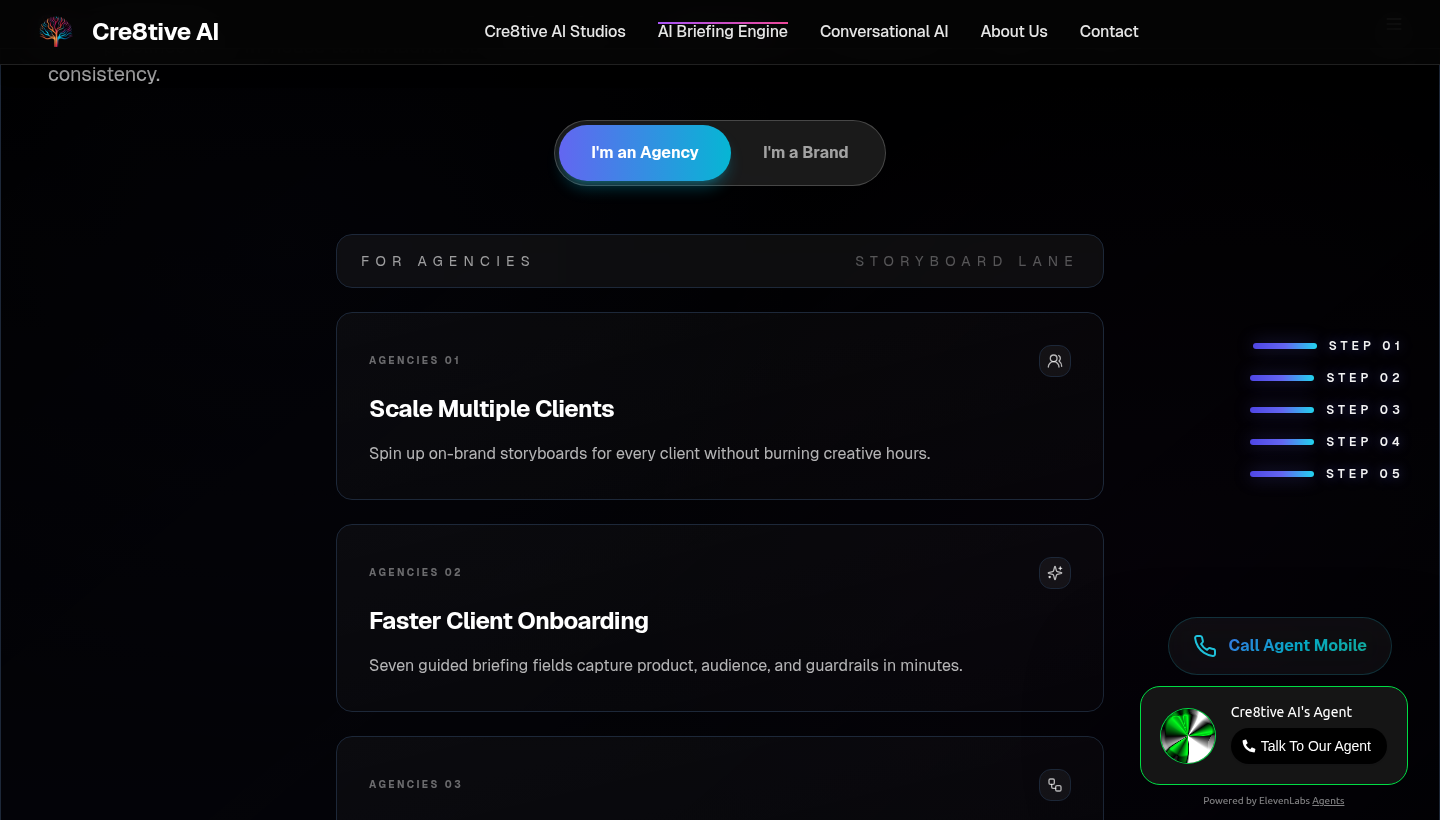 Cre8tive AI
Cre8tive AI Studios
AI Briefing Engine
Conversational AI
About Us
Contact
consistency.
I'm an Agency
I'm a Brand
FOR AGENCIES
STORYBOARD LANE
AGENCIES 01
Scale Multiple Clients
Spin up on-brand storyboards for every client without burning creative hours.
STEP 01
STEP 02
STEP 03
STEP 04
STEP 05
AGENCIES 02
Faster Client Onboarding
Seven guided briefing fields capture product, audience, and guardrails in minutes.
AGENCIES 03
Call Agent Mobile
Cre8tive AI's Agent
Talk To Our Agent
Powered by ElevenLabs Agents